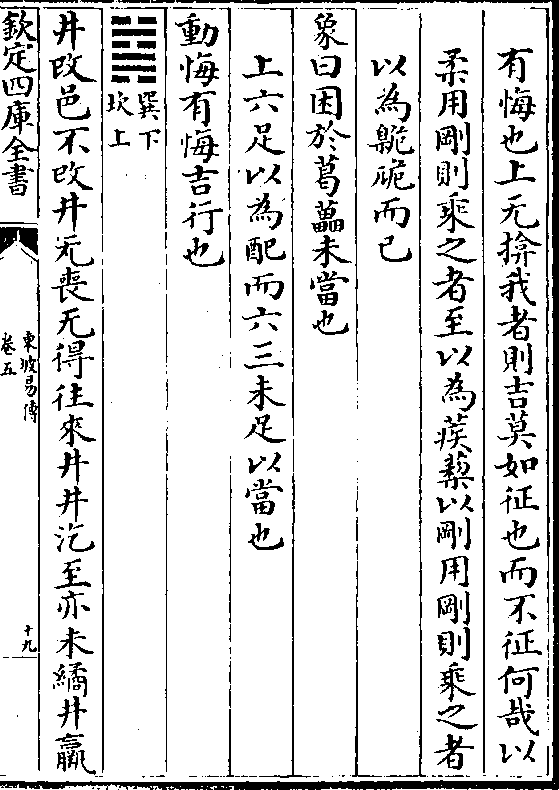 有悔也上无揜我者則吉莫如征也而不征何哉以
柔用剛則乘之者至以為蒺蔾以剛用剛則乘之者
以為臲卼而已
象曰困於葛藟未當也
上六足以為配而六三未足以當也
動悔有悔吉行也
䷯巽下坎上
井改邑不改井无喪无得往來井井汔至亦未繘井羸
欽定四庫全書
東坡易傳
卷五
十九